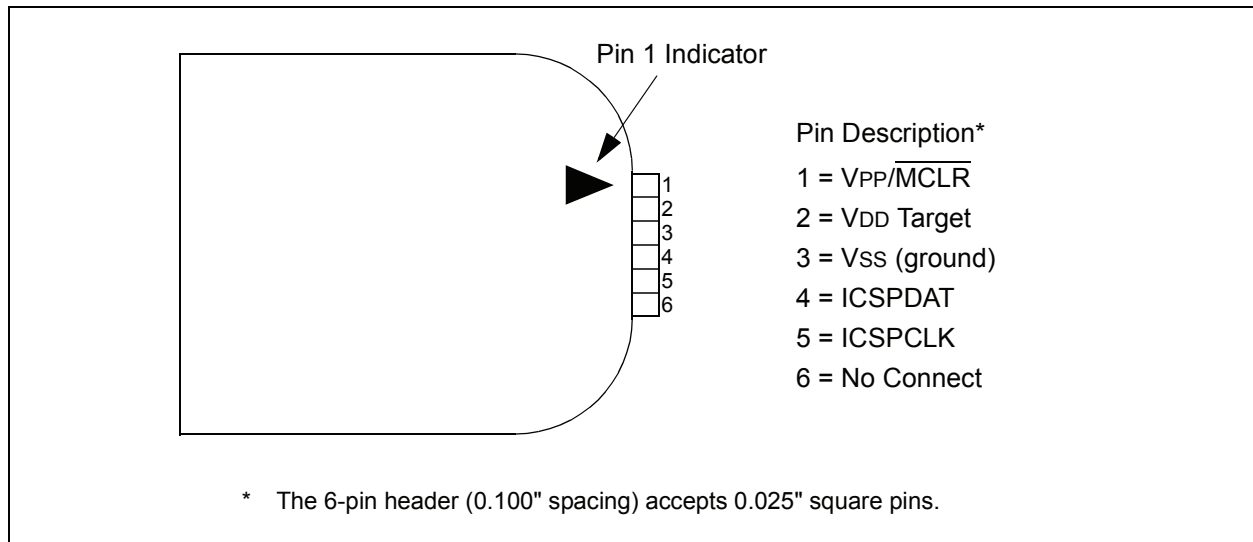 Pin 1 Indicator
1
2
3
4
5
6
Pin Description*
1 = VPP/MCLR
2 = VDD Target
3 = VSS (ground)
4 = ICSPDAT
5 = ICSPCLK
6 = No Connect
* The 6-pin header (0.100" spacing) accepts 0.025" square pins.